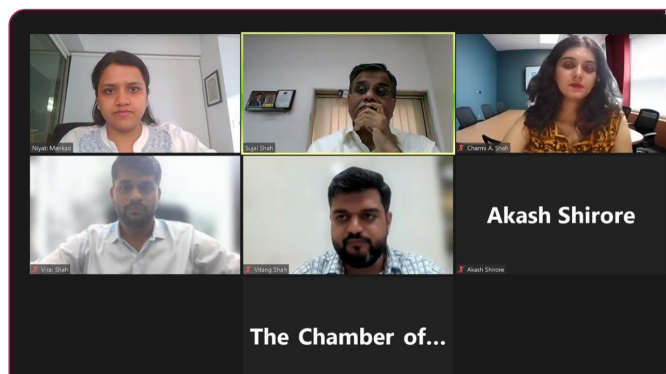 Niyati Mankad
Sujal Shah
Charmi A. Shah
Viraj Shah
Vitang Shah
Akash Shirore
Akash Shirore
The Chamber of...